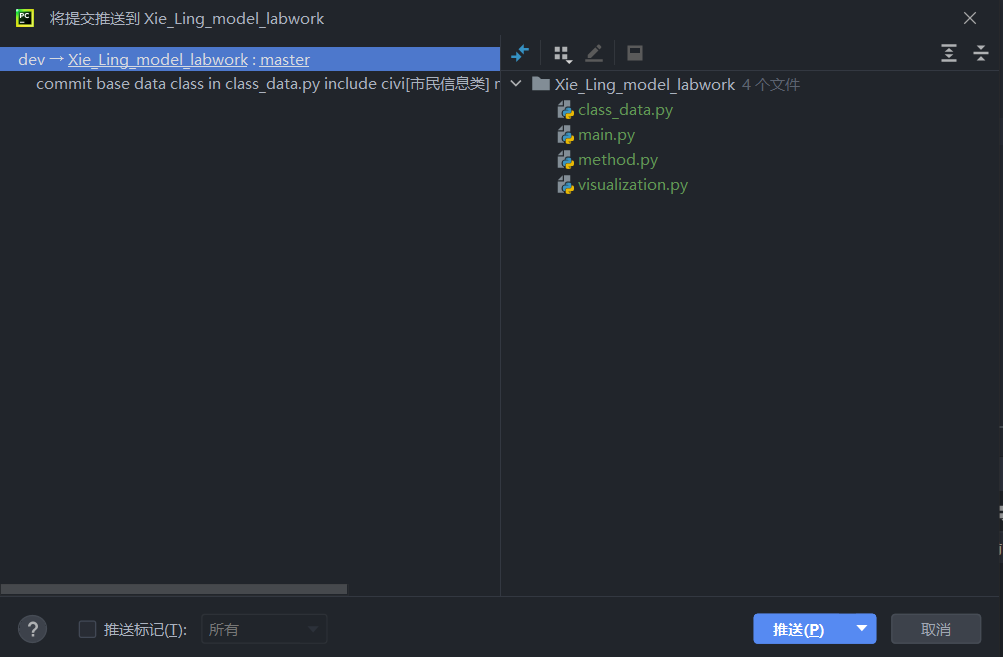 将提交推送到 Xie_Ling_model_labwork
dev → Xie_Ling_model_labwork : master
commit base data class in class_data.py include civi[市民信息类]
Xie_Ling_model_labwork 4 个文件
class_data.py
main.py
method.py
visualization.py
? 推送标记(T): 所有
推送(P) 取消